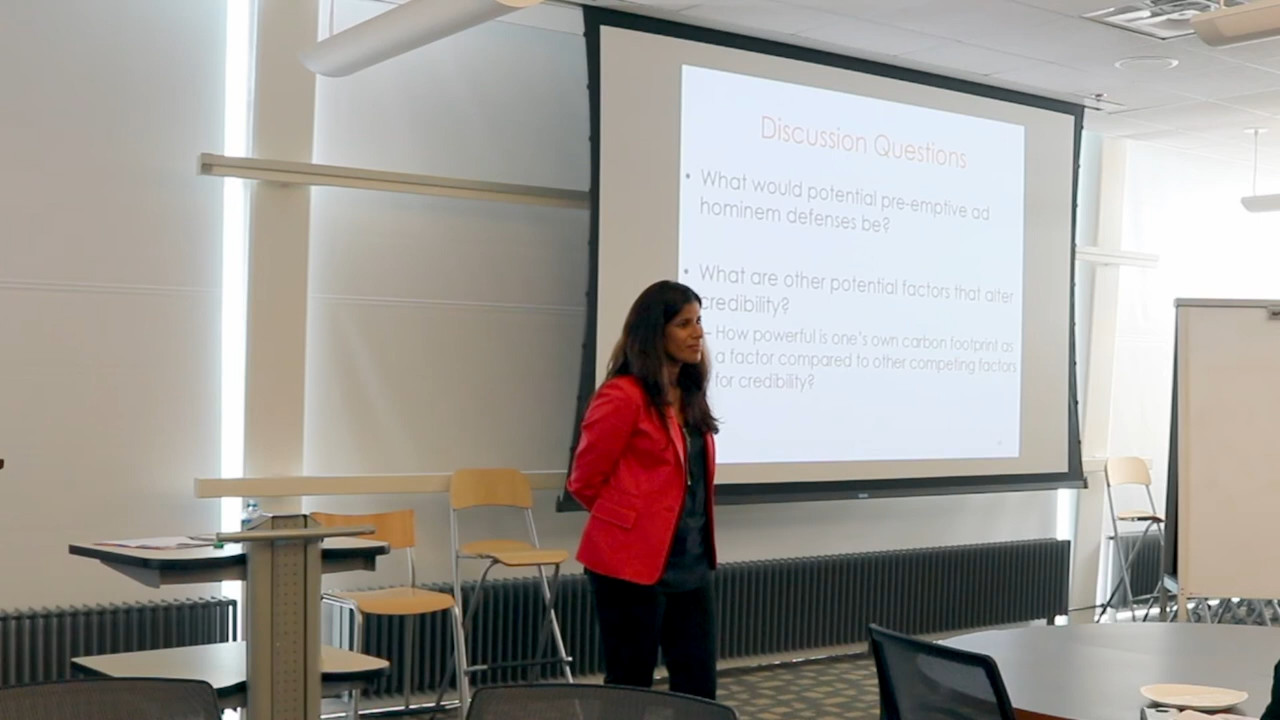 Discussion Questions
• What would potential pre-emptive ad
hominem defenses be?
• What are other potential factors that alter
credibility?
– How powerful is one's own carbon footprint as
a factor compared to other competing factors
for credibility?